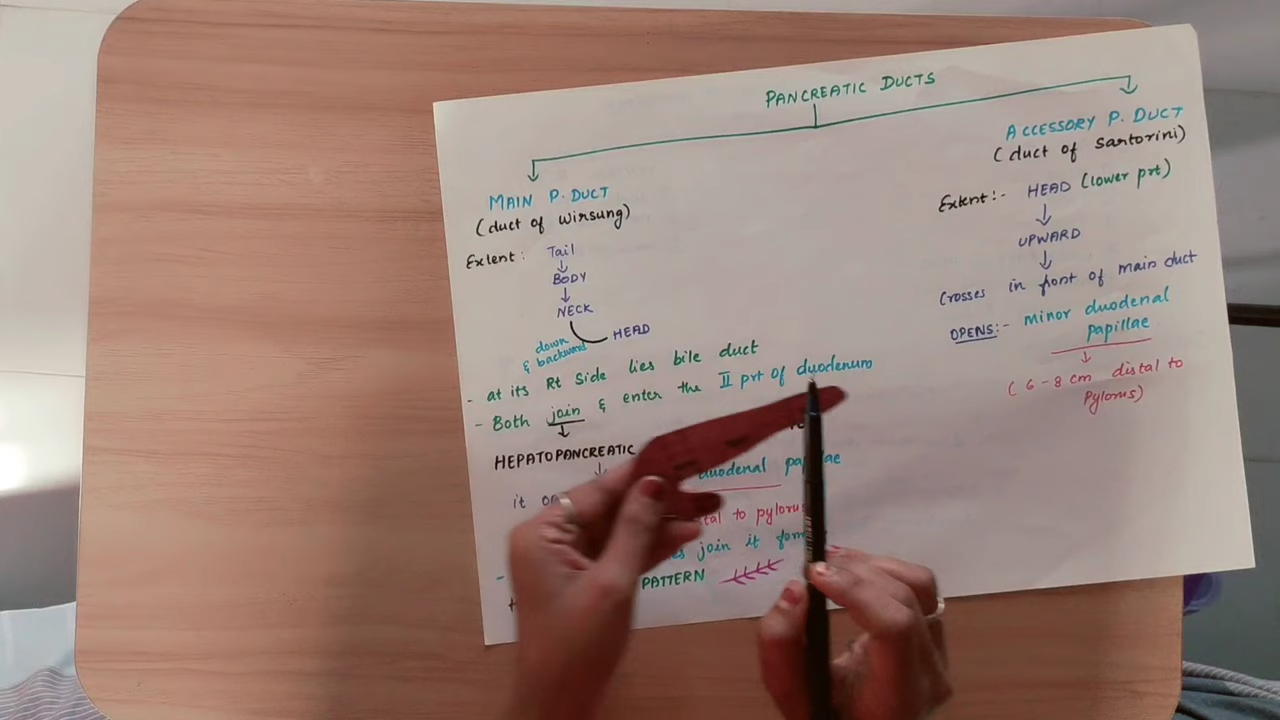 PANCREATIC DUCTS
MAIN P. DUCT
(duct of Wirsung)
Extent: Tail
↓
BODY
↓
NECK
down & backward
HEAD
- at its Rt Side lies bile duct
- Both join & enter the II prt of duodenum
↓
HEPATOPANCREATIC
↓
it
duodenal
to pylorus
join it
PATTERN
ACCESSORY P. DUCT
(duct of Sartorini)
Extent:- HEAD (lower prt)
↓
UPWARD
↓
Crosses in front of main duct
OPENS:- minor duodenal
papillae
↓
(6-8 cm distal to
Pylorus)